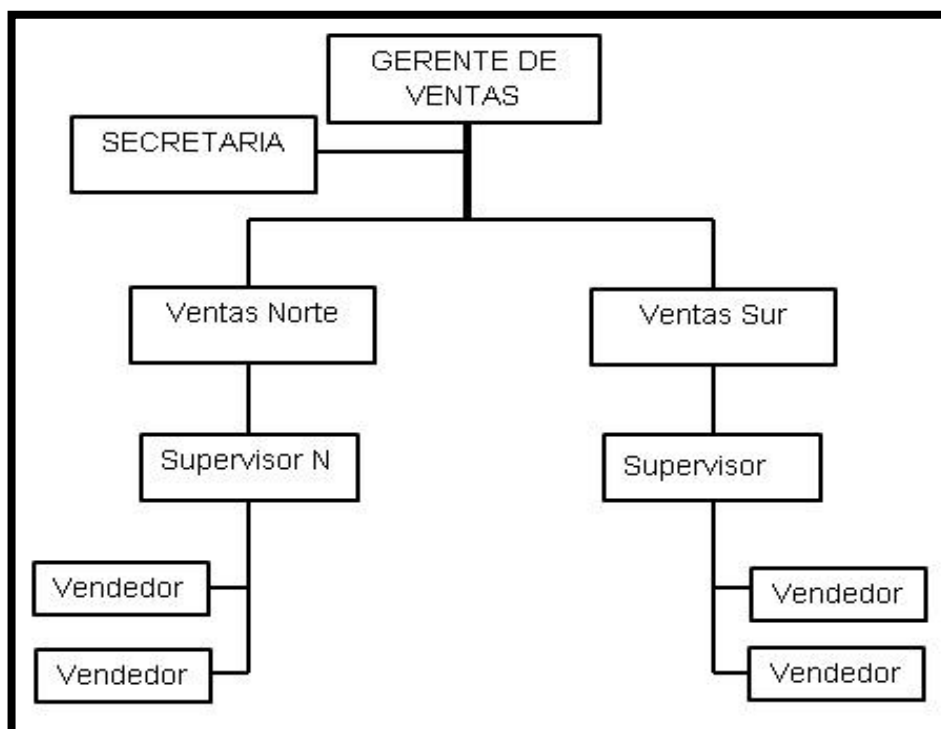 GERENTE DE
VENTAS
SECRETARIA
Ventas Norte
Ventas Sur
Supervisor N
Supervisor
Vendedor
Vendedor
Vendedor
Vendedor